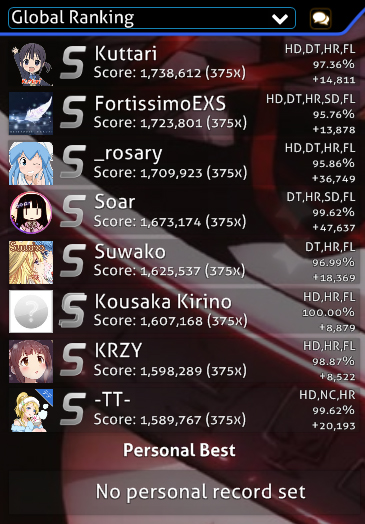 Global Ranking
Kuttari
Score: 1,738,612 (375x)
HD,DT,HR,FL
97.36%
+14,811
FortissimoEXS
Score: 1,723,801 (375x)
HD,DT,HR,SD,FL
95.76%
+13,878
_rosary
Score: 1,709,923 (375x)
HD,DT,HR,FL
95.86%
+36,749
Soar
Score: 1,673,174 (375x)
DT,HR,SD,FL
99.62%
+47,637
Suwako
Score: 1,625,537 (375x)
DT,HR,FL
96.99%
+18,369
Kousaka Kirino
Score: 1,607,168 (375x)
HD,HR,FL
100.00%
+8,879
KRZY
Score: 1,598,289 (375x)
HD,HR,FL
98.87%
+8,522
-TT-
Score: 1,589,767 (375x)
HD,NC,HR
99.62%
+20,193
Personal Best
No personal record set